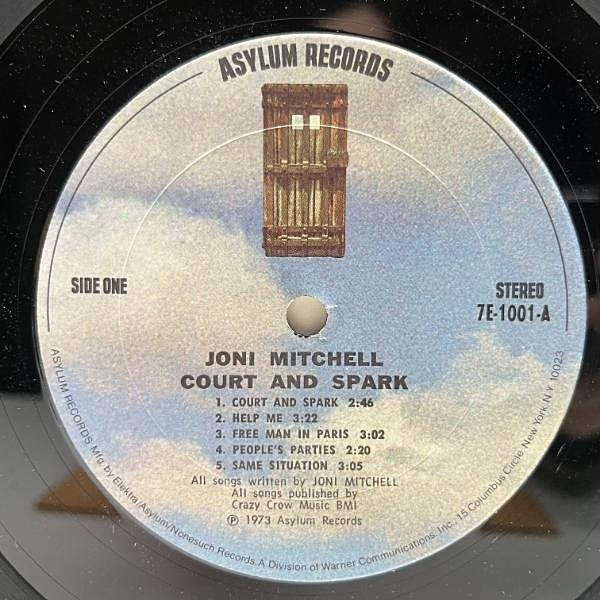 ASYLUM RECORDS
SIDE ONE
STEREO
7E-1001-A
JONI MITCHELL
COURT AND SPARK
1. COURT AND SPARK 2:46
2. HELP ME 3:22
3. FREE MAN IN PARIS 3:02
4. PEOPLE'S PARTIES 2:20
5. SAME SITUATION 3:05
All songs written by JONI MITCHELL
All songs published by
Crazy Crow Music BMI
Ⓟ 1973 Asylum Records
ASYLUM RECORDS Mfg. by Elektra/Asylum/Nonesuch Records A Division of Warner Communications Inc. 15 Columbus Circle New York, N.Y. 10023